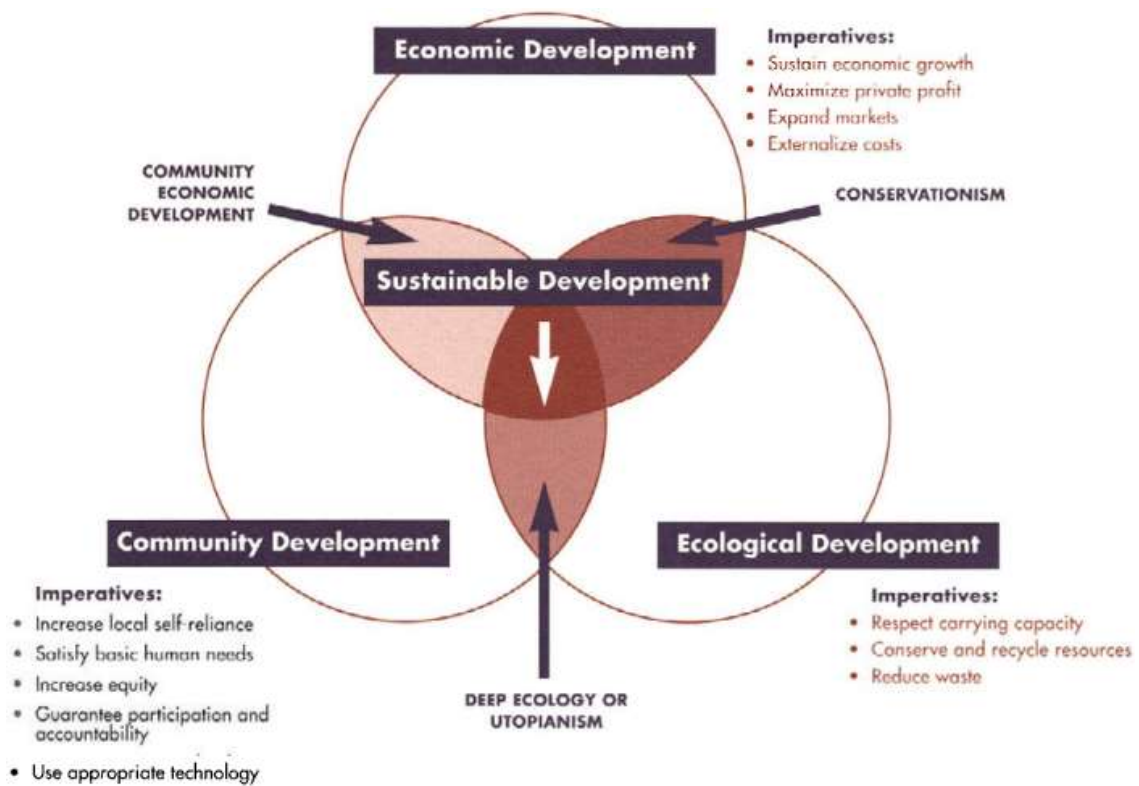 Economic Development
Imperatives:
• Sustain economic growth
• Maximize private profit
• Expand markets
• Externalize costs
COMMUNITY
ECONOMIC
DEVELOPMENT
CONSERVATIONISM
Sustainable Development
Community Development
Imperatives:
• Increase local self-reliance
• Satisfy basic human needs
• Increase equity
• Guarantee participation and
accountability
• Use appropriate technology
Ecological Development
Imperatives:
• Respect carrying capacity
• Conserve and recycle resources
• Reduce waste
DEEP ECOLOGY OR
UTOPIANISM